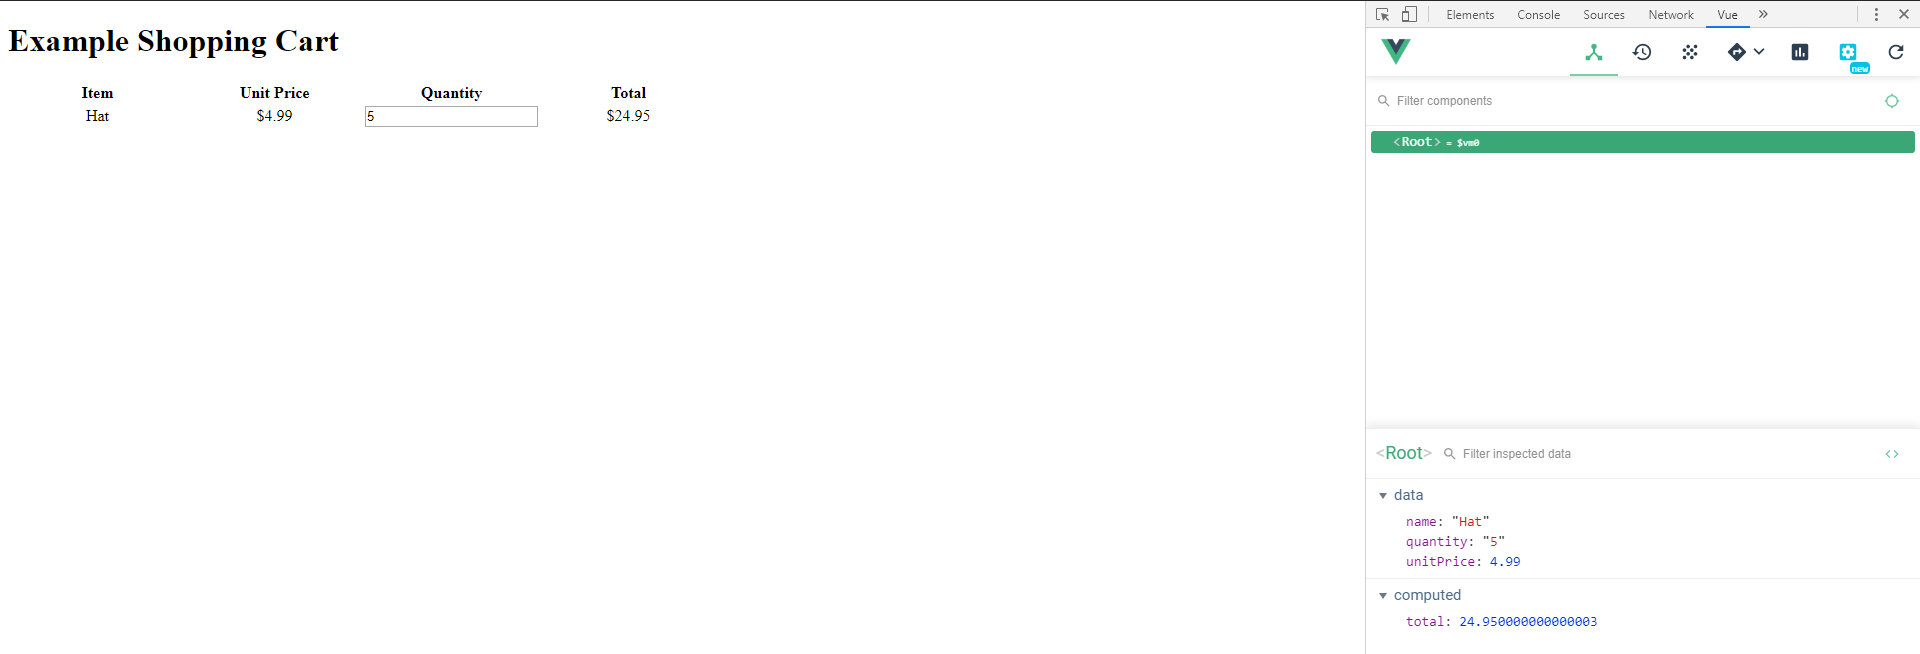 Example Shopping Cart
Item Unit Price Quantity Total
Hat $4.99 5 $24.95
Elements Console Sources Network Vue »
new
Filter components
<Root> = $vm0
<Root> Filter inspected data
data
name: "Hat"
quantity: "5"
unitPrice: 4.99
computed
total: 24.950000000000003